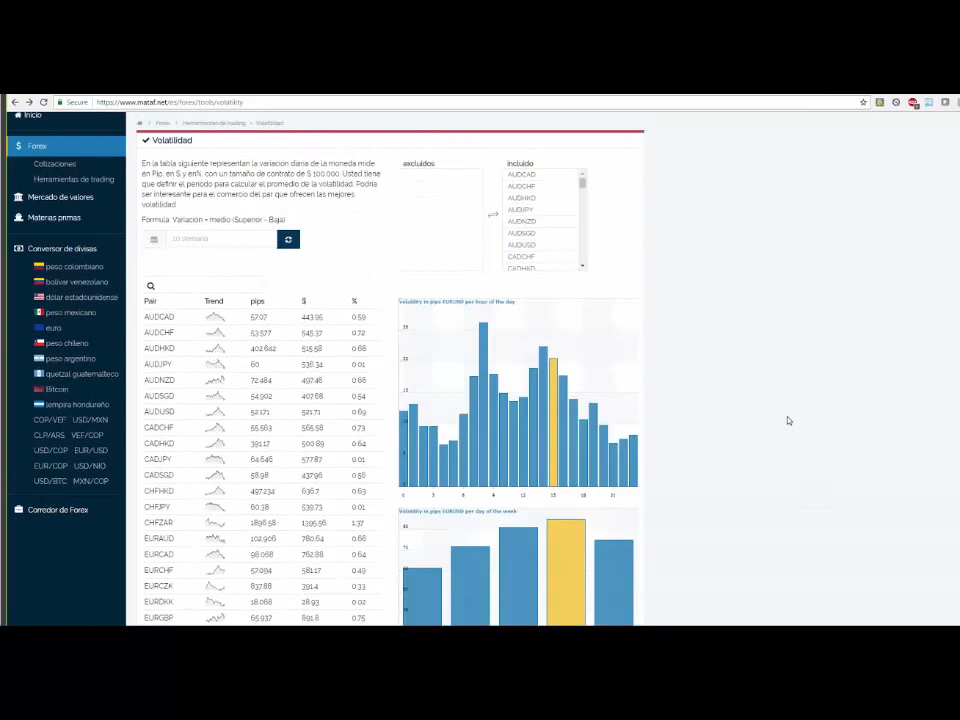 Secure https://www.mataf.net/es/forex/tools/volatility
Inicio
$ Forex
Cotizaciones
Herramientas de trading
Mercado de valores
Materias primas
Conversor de divisas
peso colombiano
bolívar venezolano
dólar estadounidense
peso mexicano
euro
peso chileno
peso argentino
quetzal guatemalteco
Bitcoin
lempira hondureño
COP/VEF USD/MXN
CLP/ARS VEF/COP
USD/COP EUR/USD
EUR/COP USD/NIO
USD/BTC MXN/COP
Corredor de Forex
Forex Herramientas de trading Volatilidad
Volatilidad
En la tabla siguiente representan la variación diaria de la moneda mide
en Pip, en $ y en% con un tamaño de contrato de $ 100.000. Usted tiene
que definir el período para calcular el promedio de la volatilidad. Podría
ser interesante para el comercio del par que ofrecen las mejores
volatilidad
Formula: Variación = medio (Superior - Baja)
10 semana
excluidos
Incluido
AUDCAD
AUDCHF
AUDHKD
AUDJPY
AUDNZD
AUDSGD
AUDUSD
CADCHF
CADHKD
Pair Trend pips $ %
AUDCAD 57.07 443.95 0.59
AUDCHF 53.577 545.37 0.72
AUDHKD 402.642 515.58 0.68
AUDJPY 60 536.34 0.01
AUDNZD 72.484 497.46 0.66
AUDSGD 54.902 407.68 0.54
AUDUSD 52.171 521.71 0.69
CADCHF 55.563 565.58 0.73
CADHKD 391.17 500.89 0.64
CADJPY 64.646 577.87 0.01
CADSGD 58.98 437.96 0.56
CHFHKD 497.234 636.7 0.63
CHFJPY 60.38 539.73 0.01
CHFZAR 1896.58 1395.56 1.37
EURAUD 102.906 780.64 0.66
EURCAD 98.068 762.88 0.64
EURCHF 57.094 581.17 0.49
EURCZK 837.88 391.4 0.33
EURDKK 18.068 28.93 0.02
EURGBP 65.937 891.8 0.75
Volatility in pips EURUSD per hour of the day
25
20
15
10
5
0 3 6 9 12 15 18 21
Volatility in pips EURUSD per day of the week
80
70